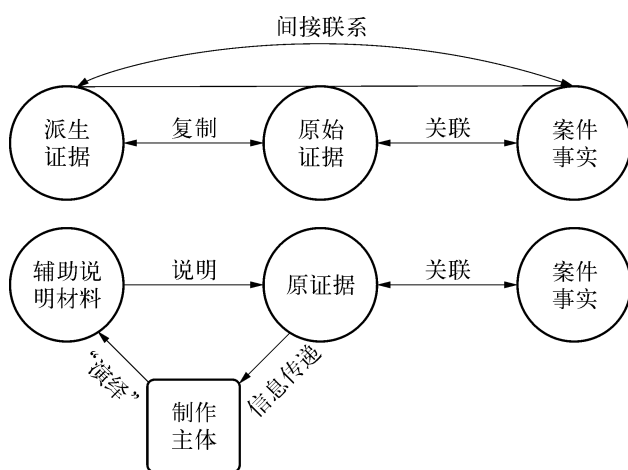 间接联系
派生
证据
复制
原始
证据
关联
案件
事实
辅助说
明材料
说明
原证据
关联
案件
事实
“演绎”
信息传递
制作
主体